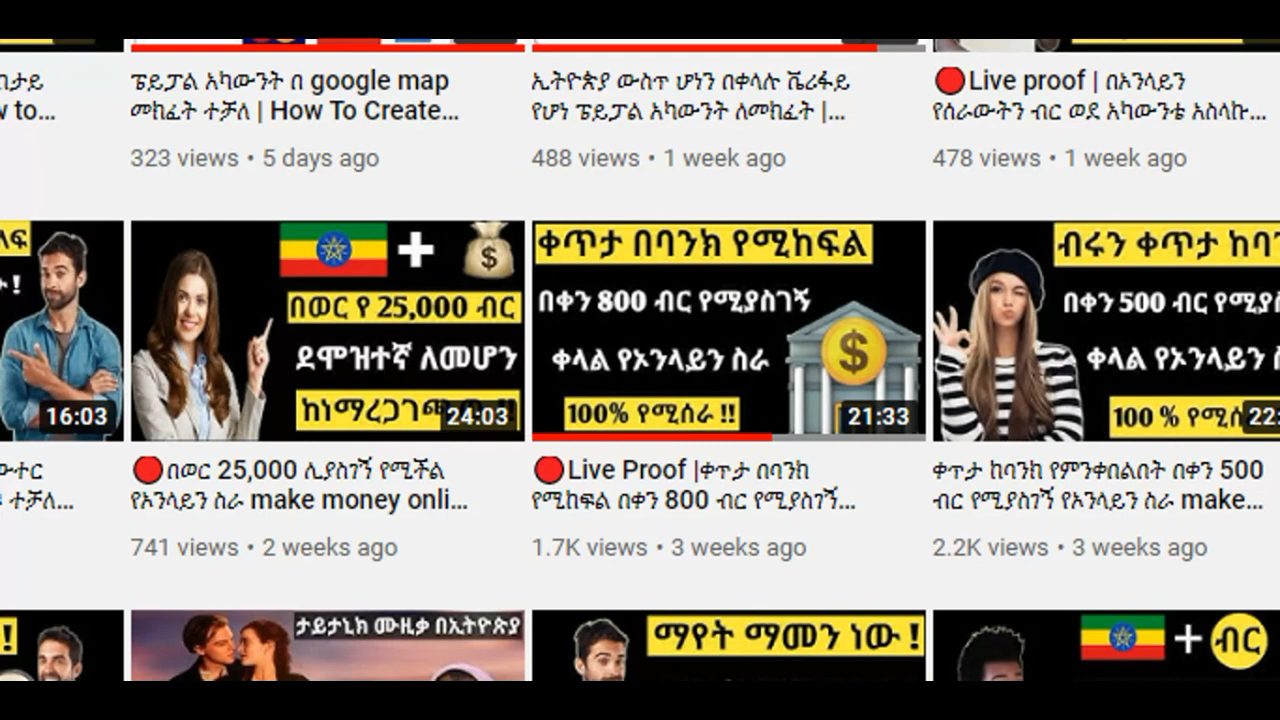 ፔይፓል አካውንት በ google map
መክፈት ተቻለ | How To Create...
323 views • 5 days ago
ኢትዮጵያ ውስጥ ሆነን በቀላሉ ቬሪፋይ
የሆነ ፔይፓል አካውንት ለመክፈት |...
488 views • 1 week ago
🔴Live proof | በኦንላይን
የሰራውትን ብር ወደ አካውንቴ አስላኩ...
478 views • 1 week ago
16:03
በወር የ 25,000 ብር
ደሞዝተኛ ለመሆን
24:03
ቀጥታ በባንክ የሚከፍል
በቀን 800 ብር የሚያስገኝ
ቀላል የኦንላይን ስራ
100% የሚሰራ !!
21:33
ብሩን ቀጥታ
በቀን 500 ብር
ቀላል የኦንላይን
100 %
ተቻለ...
🔴በወር 25,000 ሊያስገኝ የሚችል
የኦንላይን ስራ make money onli...
741 views • 2 weeks ago
🔴Live Proof |ቀጥታ በባንክ
የሚከፍል በቀን 800 ብር የሚያስገኝ...
1.7K views • 3 weeks ago
ቀጥታ ከባንክ የምንቀበልበት በቀን 500
ብር የሚያስገኝ የኦንላይን ስራ make...
2.2K views • 3 weeks ago
ታይታኒክ ሙዚቃ በኢትዮጵያ
ማየት ማመን ነው !
ብር